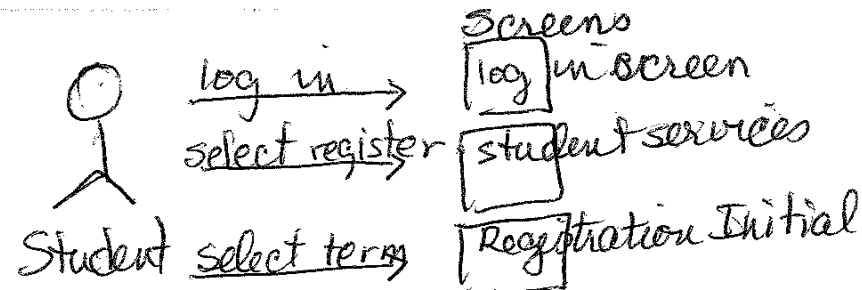 Screens
log in log in screen
select register student services
Student select term Registration Initial